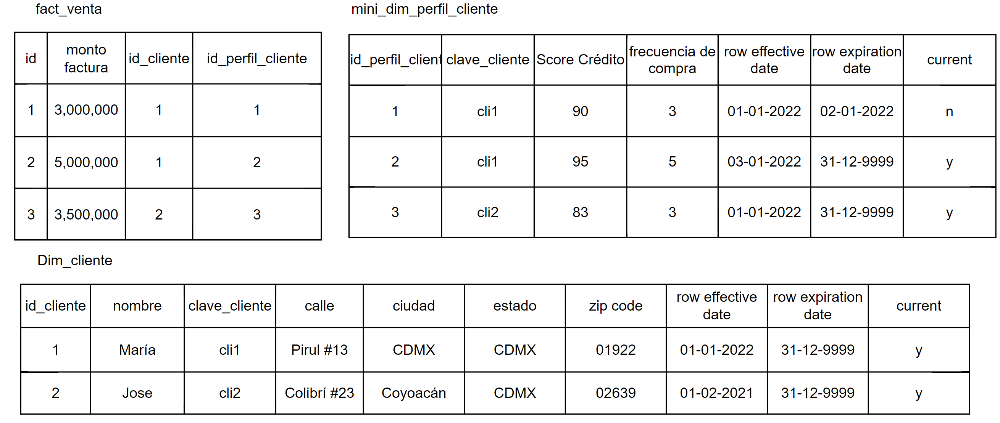 fact_venta
id monto factura id_cliente id_perfil_cliente
1 3,000,000 1 1
2 5,000,000 1 2
3 3,500,000 2 3
mini_dim_perfil_cliente
id_perfil_client clave_cliente Score Crédito frecuencia de compra row effective date row expiration date current
1 cli1 90 3 01-01-2022 02-01-2022 n
2 cli1 95 5 03-01-2022 31-12-9999 y
3 cli2 83 3 01-01-2022 31-12-9999 y
Dim_cliente
id_cliente nombre clave_cliente calle ciudad estado zip code row effective date row expiration date current
1 María cli1 Pirul #13 CDMX CDMX 01922 01-01-2022 31-12-9999 y
2 Jose cli2 Colibrí #23 Coyoacán CDMX 02639 01-02-2021 31-12-9999 y